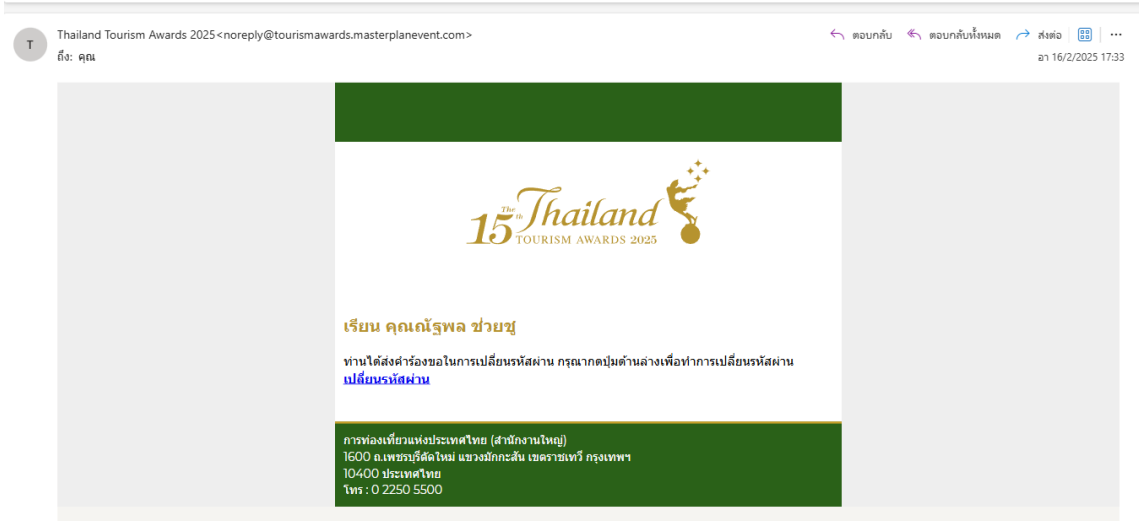 T
Thailand Tourism Awards 2025<noreply@tourismawards.masterplanevent.com>
ตอบกลับ ตอบกลับทั้งหมด ส่งต่อ
ถึง: คุณ
อา 16/2/2025 17:33
The 15th Thailand
TOURISM AWARDS 2025
เรียน คุณณัฐพล ช่วยชู
ท่านได้ส่งคำร้องขอในการเปลี่ยนรหัสผ่าน กรุณากดปุ่มด้านล่างเพื่อทำการเปลี่ยนรหัสผ่าน
เปลี่ยนรหัสผ่าน
การท่องเที่ยวแห่งประเทศไทย (สำนักงานใหญ่)
1600 ถ.เพชรบุรีตัดใหม่ แขวงมักกะสัน เขตราชเทวี กรุงเทพฯ
10400 ประเทศไทย
โทร : 0 2250 5500